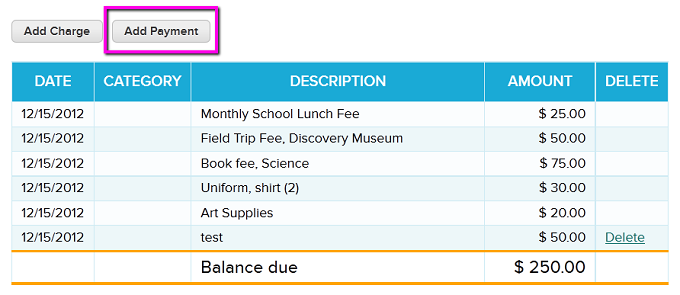 Add Charge Add Payment
DATE CATEGORY DESCRIPTION AMOUNT DELETE
12/15/2012 Monthly School Lunch Fee $ 25.00
12/15/2012 Field Trip Fee, Discovery Museum $ 50.00
12/15/2012 Book fee, Science $ 75.00
12/15/2012 Uniform, shirt (2) $ 30.00
12/15/2012 Art Supplies $ 20.00
12/15/2012 test $ 50.00 Delete
Balance due $ 250.00